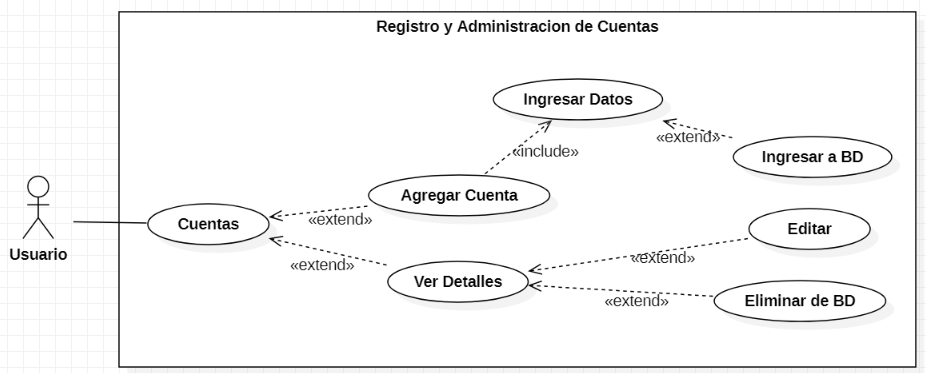 Registro y Administracion de Cuentas
Ingresar Datos
«extend»
«include»
Ingresar a BD
Agregar Cuenta
Cuentas
«extend»
Editar
Usuario
«extend»
«extend»
Ver Detalles
«extend»
Eliminar de BD